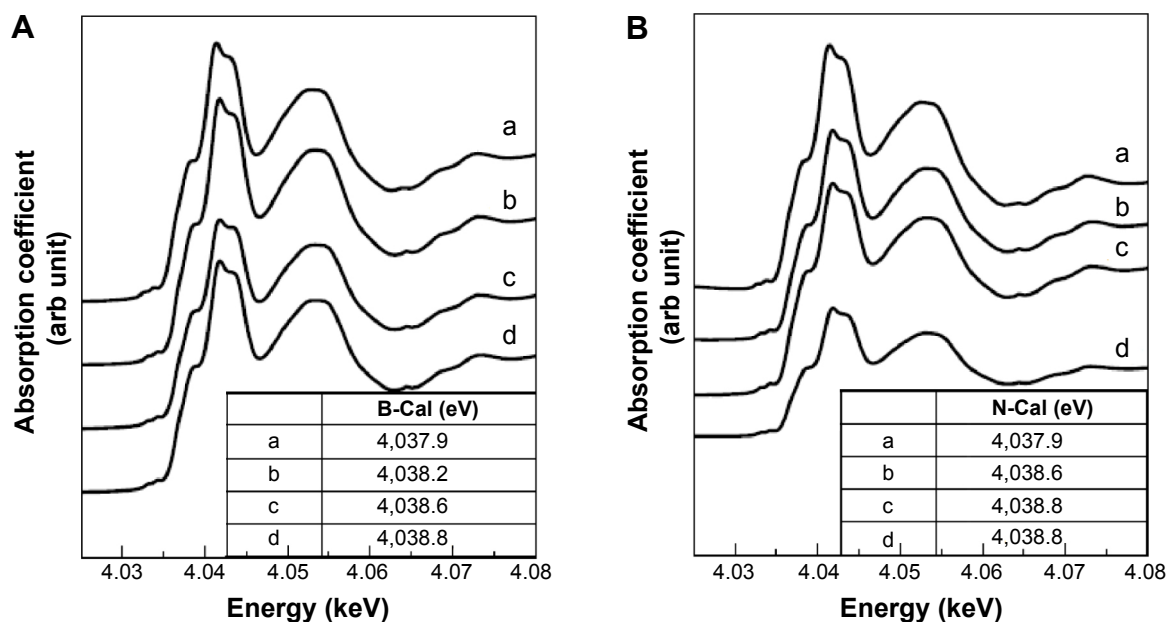 A
Absorption coefficient
(arb unit)
a
b
c
d
B-Cal (eV)
a 4,037.9
b 4,038.2
c 4,038.6
d 4,038.8
4.03 4.04 4.05 4.06 4.07 4.08
Energy (keV)
B
Absorption coefficient
(arb unit)
a
b
c
d
N-Cal (eV)
a 4,037.9
b 4,038.6
c 4,038.8
d 4,038.8
4.03 4.04 4.05 4.06 4.07 4.08
Energy (keV)